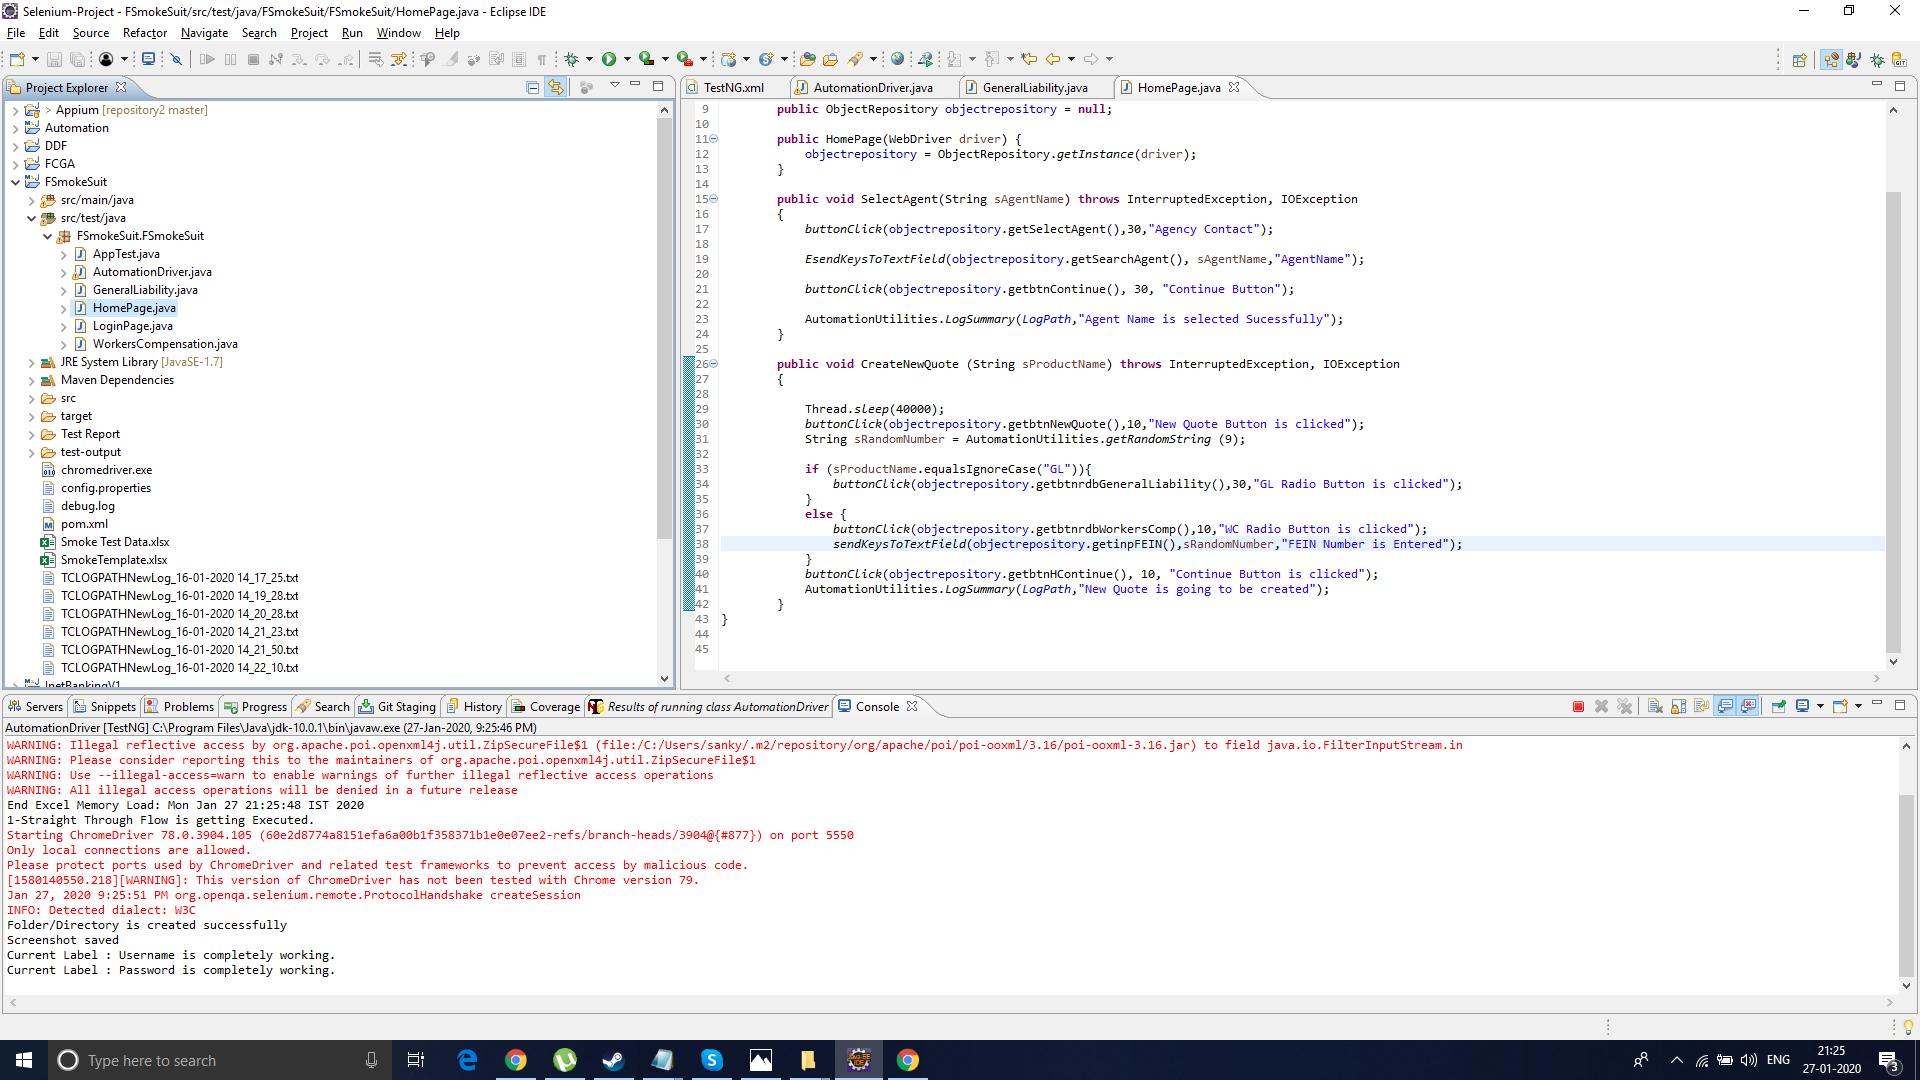 Selenium-Project - FSmokeSuit/src/test/java/FSmokeSuit/FSmokeSuit/HomePage.java - Eclipse IDE
File Edit Source Refactor Navigate Search Project Run Window Help
Project Explorer
> Appium [repository2 master]
Automation
DDF
FCGA
FSmokeSuit
src/main/java
src/test/java
FSmokeSuit.FSmokeSuit
AppTest.java
AutomationDriver.java
GeneralLiability.java
HomePage.java
LoginPage.java
WorkersCompensation.java
JRE System Library [JavaSE-1.7]
Maven Dependencies
src
target
Test Report
test-output
chromedriver.exe
config.properties
debug.log
pom.xml
Smoke Test Data.xlsx
SmokeTemplate.xlsx
TCLOGPATHNewLog_16-01-2020 14_17_25.txt
TCLOGPATHNewLog_16-01-2020 14_19_28.txt
TCLOGPATHNewLog_16-01-2020 14_20_28.txt
TCLOGPATHNewLog_16-01-2020 14_21_23.txt
TCLOGPATHNewLog_16-01-2020 14_21_50.txt
TCLOGPATHNewLog_16-01-2020 14_22_10.txt
InetBankingV1
TestNG.xml AutomationDriver.java GeneralLiability.java HomePage.java
9 public ObjectRepository objectrepository = null;
10
11 public HomePage(WebDriver driver) {
12 objectrepository = ObjectRepository.getInstance(driver);
13 }
14
15 public void SelectAgent(String sAgentName) throws InterruptedException, IOException
16 {
17 buttonClick(objectrepository.getSelectAgent(),30,"Agency Contact");
18
19 EsendKeysToTextField(objectrepository.getSearchAgent(), sAgentName,"AgentName");
20
21 buttonClick(objectrepository.getbtnContinue(), 30, "Continue Button");
22
23 AutomationUtilities.LogSummary(LogPath,"Agent Name is selected Sucessfully");
24 }
25
26 public void CreateNewQuote (String sProductName) throws InterruptedException, IOException
27 {
28
29 Thread.sleep(40000);
30 buttonClick(objectrepository.getbtnNewQuote(),10,"New Quote Button is clicked");
31 String sRandomNumber = AutomationUtilities.getRandomString (9);
32
33 if (sProductName.equalsIgnoreCase("GL")){
34 buttonClick(objectrepository.getbtnrdbGeneralLiability(),30,"GL Radio Button is clicked");
35 }
36 else {
37 buttonClick(objectrepository.getbtnrdbWorkersComp(),10,"WC Radio Button is clicked");
38 sendKeysToTextField(objectrepository.getinpFEIN(),sRandomNumber,"FEIN Number is Entered");
39 }
40 buttonClick(objectrepository.getbtnHContinue(), 10, "Continue Button is clicked");
41 AutomationUtilities.LogSummary(LogPath,"New Quote is going to be created");
42 }
43 }
44
45
Servers Snippets Problems Progress Search Git Staging History Coverage Results of running class AutomationDriver Console
AutomationDriver [TestNG] C:\Program Files\Java\jdk-10.0.1\bin\javaw.exe (27-Jan-2020, 9:25:46 PM)
WARNING: Illegal reflective access by org.apache.poi.openxml4j.util.ZipSecureFile$1 (file:/C:/Users/sanky/.m2/repository/org/apache/poi/poi-ooxml/3.16/poi-ooxml-3.16.jar) to field java.io.FilterInputStream.in
WARNING: Please consider reporting this to the maintainers of org.apache.poi.openxml4j.util.ZipSecureFile$1
WARNING: Use --illegal-access=warn to enable warnings of further illegal reflective access operations
WARNING: All illegal access operations will be denied in a future release
End Excel Memory Load: Mon Jan 27 21:25:48 IST 2020
1-Straight Through Flow is getting Executed.
Starting ChromeDriver 78.0.3904.105 (60e2d8774a8151efa6a00b1f358371b1e0e07ee2-refs/branch-heads/3904@{#877}) on port 5550
Only local connections are allowed.
Please protect ports used by ChromeDriver and related test frameworks to prevent access by malicious code.
[1580140550.218][WARNING]: This version of ChromeDriver has not been tested with Chrome version 79.
Jan 27, 2020 9:25:51 PM org.openqa.selenium.remote.ProtocolHandshake createSession
INFO: Detected dialect: W3C
Folder/Directory is created successfully
Screenshot saved
Current Label : Username is completely working.
Current Label : Password is completely working.
Type here to search
ENG
21:25
27-01-2020
3